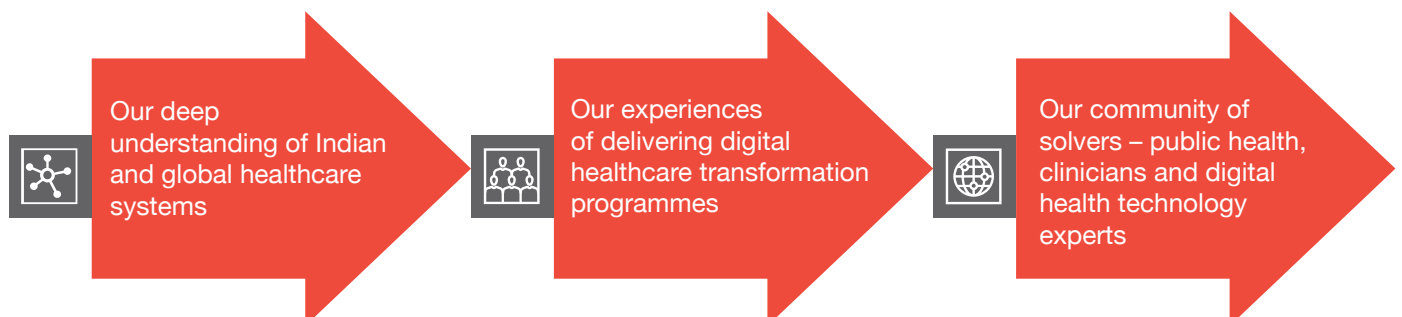 Our deep
understanding of Indian
and global healthcare
systems
Our experiences
of delivering digital
healthcare transformation
programmes
Our community of
solvers – public health,
clinicians and digital
health technology
experts